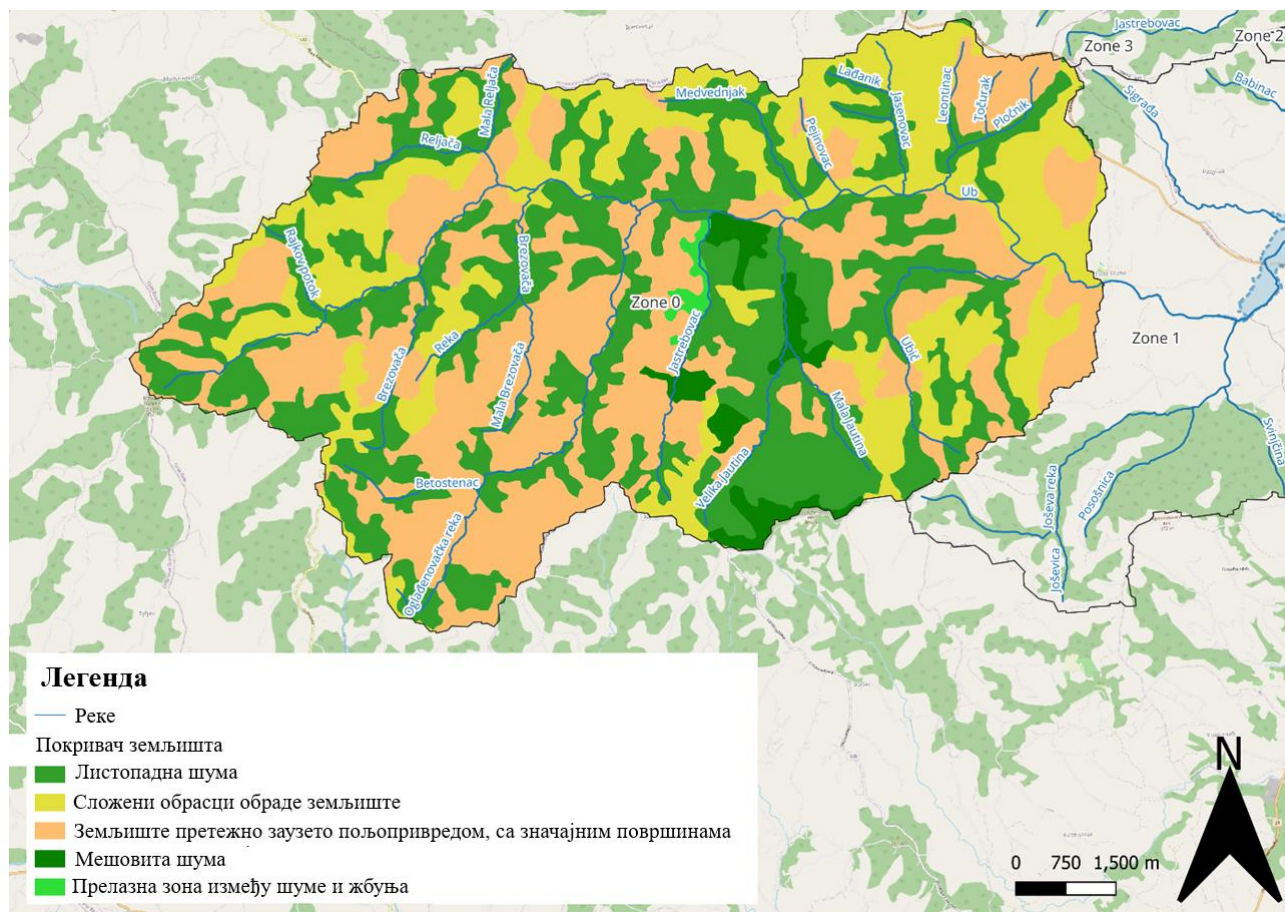 Jastrebovac
Zone 3
Zone 2
Babinac
Sigrađa
Mala Reljača
Reljača
Medvednjak
Lađanik
Jasenovac
Leontinac
Točurak
Pločnik
Pejinovac
Ub
Rajkov potok
Brezovača
Zone 0
Jastrebovac
Zone 1
Reka
Brezovača
Mala Brezovača
Ubić
Mala Jautina
Velika Jautina
Betostenac
Oglađenovačka reka
Joševa reka
Posošnica
Svinjčina
Joševica
Легенда
Реке
Покривач земљишта
Листопадна шума
Сложени обрасци обраде земљиште
Земљиште претежно заузето пољопривредом, са значајним површинама
Мешовита шума
Прелазна зона између шуме и жбуња
N
0 750 1,500 m